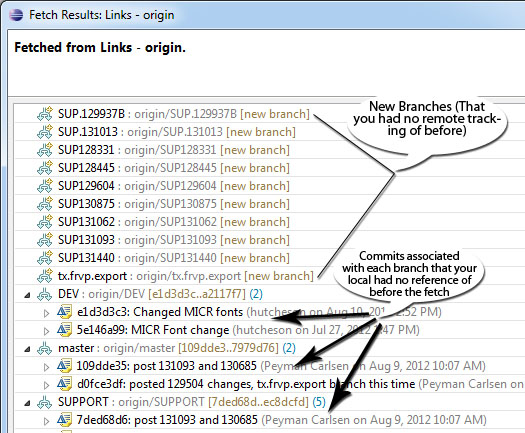 Fetch Results: Links - origin
Fetched from Links - origin.
SUP.129937B : origin/SUP.129937B [new branch]
SUP.131013 : origin/SUP.131013 [new branch]
SUP128331 : origin/SUP128331 [new branch]
SUP128445 : origin/SUP128445 [new branch]
SUP129604 : origin/SUP129604 [new branch]
SUP130875 : origin/SUP130875 [new branch]
SUP131062 : origin/SUP131062 [new branch]
SUP131093 : origin/SUP131093 [new branch]
SUP131440 : origin/SUP131440 [new branch]
tx.frvp.export : origin/tx.frvp.export [new branch]
New Branches (That
you had no remote track-
ing of before)
Commits associated
with each branch that your
local had no reference of
before the fetch
DEV : origin/DEV [e1d3d3c..a2117f7] (2)
e1d3d3c3: Changed MICR fonts (hutcheson on Aug 10, 201 2:52 PM)
5e146a99: MICR Font change (hutcheson on Jul 27, 2012 :47 PM)
master : origin/master [109dde3..7979d76] (2)
109dde35: post 131093 and 130685 (Peyman Carlsen on Aug 9, 2012 10:07 AM)
d0fce3df: posted 129504 changes, tx.frvp.export branch this time (Peyman Carlsen on
SUPPORT : origin/SUPPORT [7ded68d..ec8dcfd] (5)
7ded68d6: post 131093 and 130685 (Peyman Carlsen on Aug 9, 2012 10:07 AM)